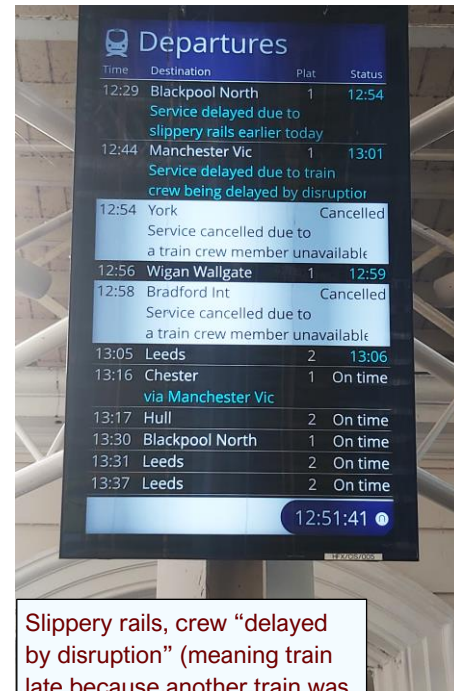 Departures
Time Destination Plat Status
12:29 Blackpool North 1 12:54
Service delayed due to
slippery rails earlier today
12:44 Manchester Vic 1 13:01
Service delayed due to train
crew being delayed by disruption
12:54 York Cancelled
Service cancelled due to
a train crew member unavailable
12:56 Wigan Wallgate 1 12:59
12:58 Bradford Int Cancelled
Service cancelled due to
a train crew member unavailable
13:05 Leeds 2 13:06
13:16 Chester 1 On time
via Manchester Vic
13:17 Hull 2 On time
13:30 Blackpool North 1 On time
13:31 Leeds 2 On time
13:37 Leeds 2 On time
12:51:41
Slippery rails, crew “delayed
by disruption” (meaning train
late because another train was